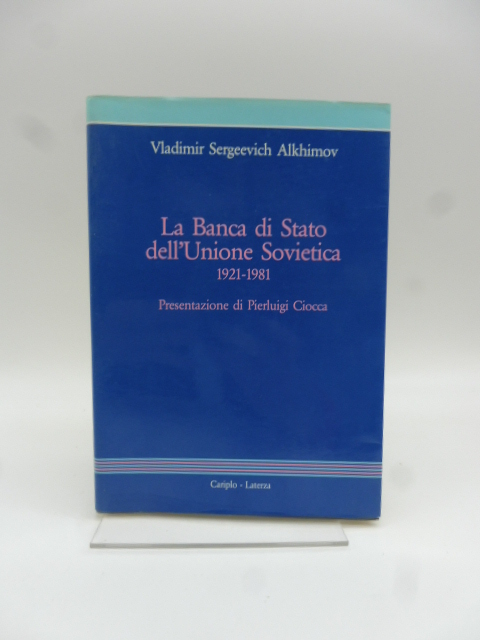 Vladimir Sergeevich Alkhimov
La Banca di Stato
dell'Unione Sovietica
1921-1981
Presentazione di Pierluigi Ciocca
Cariplo - Laterza